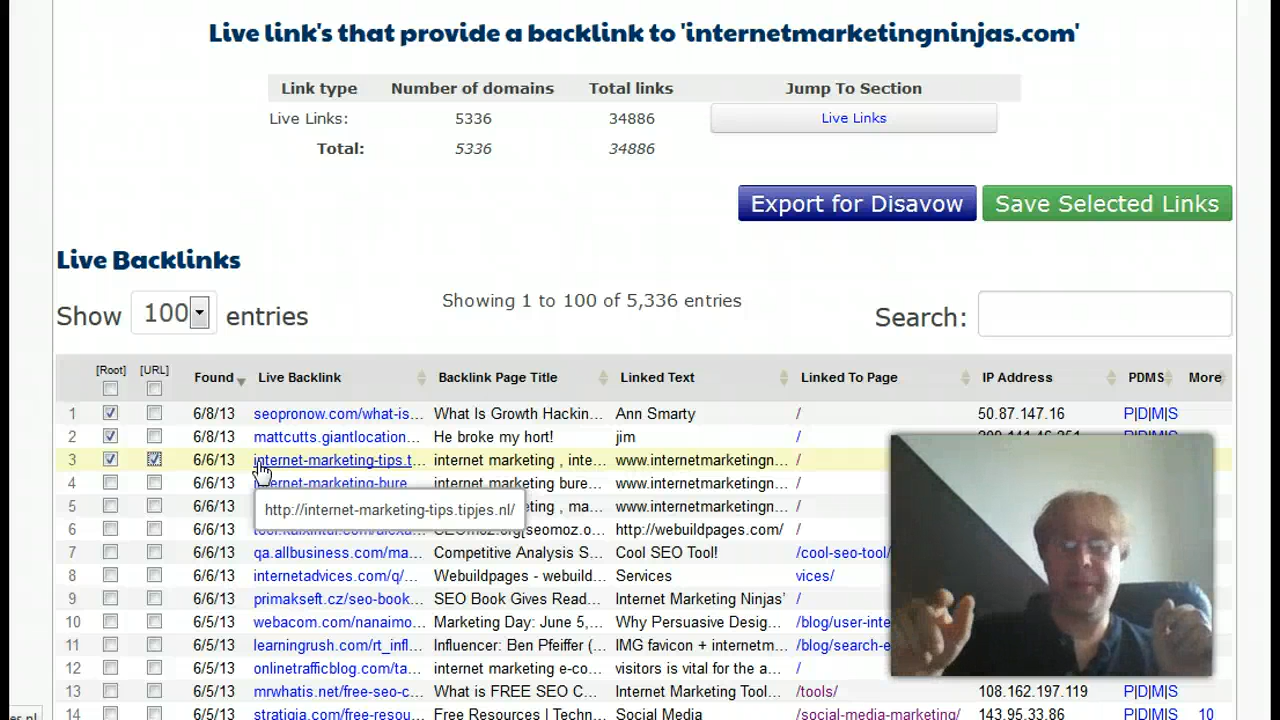 Live link's that provide a backlink to 'internetmarketingninjas.com'
Link type Number of domains Total links Jump To Section
Live Links: 5336 34886 Live Links
Total: 5336 34886
Export for Disavow Save Selected Links
Live Backlinks
Show 100 entries Showing 1 to 100 of 5,336 entries Search:
[Root] [URL] Found Live Backlink Backlink Page Title Linked Text Linked To Page IP Address PDMS More
1 6/8/13 seopronow.com/what-is... What Is Growth Hackin... Ann Smarty / 50.87.147.16 P|D|M|S
2 6/8/13 mattcutts.giantlocation... He broke my hort! jim / P|D|M|S
3 6/6/13 internet-marketing-tips.t... internet marketing , inte... www.internetmarketingn... /
4 6/6/13 internet-marketing-bure... internet marketing bure... www.internetmarketingn... /
http://internet-marketing-tips.tipjes.nl/
5 6/6/13 , ma... www.internetmarketingn... /
6 6/6/13 http://webuildpages.com/ /
7 6/6/13 qa.allbusiness.com/ma... Competitive Analysis S... Cool SEO Tool! /cool-seo-tool/
8 6/6/13 internetadvices.com/q/... Webuildpages - webuild... Services vices/
9 6/6/13 primakseft.cz/seo-book... SEO Book Gives Read... Internet Marketing Ninjas' /
10 6/5/13 webacom.com/nanaimo... Marketing Day: June 5,... Why Persuasive Desig... /blog/user-inte
11 6/5/13 learningrush.com/rt_infl... Influencer: Ben Pfeiffer (... IMG favicon + internetm... /blog/search-e
12 6/5/13 onlinetrafficblog.com/ta... internet marketing e-co... visitors is vital for the a... /
13 6/5/13 mrwhatis.net/free-seo-c... What is FREE SEO C... Internet Marketing Tool... /tools/ 108.162.197.119 P|D|M|S
14 6/5/13 stratigia.com/free-resou... Free Resources | Techn... Social Media /social-media-marketing/ 143.95.33.86 P|D|M|S 10
es.nl